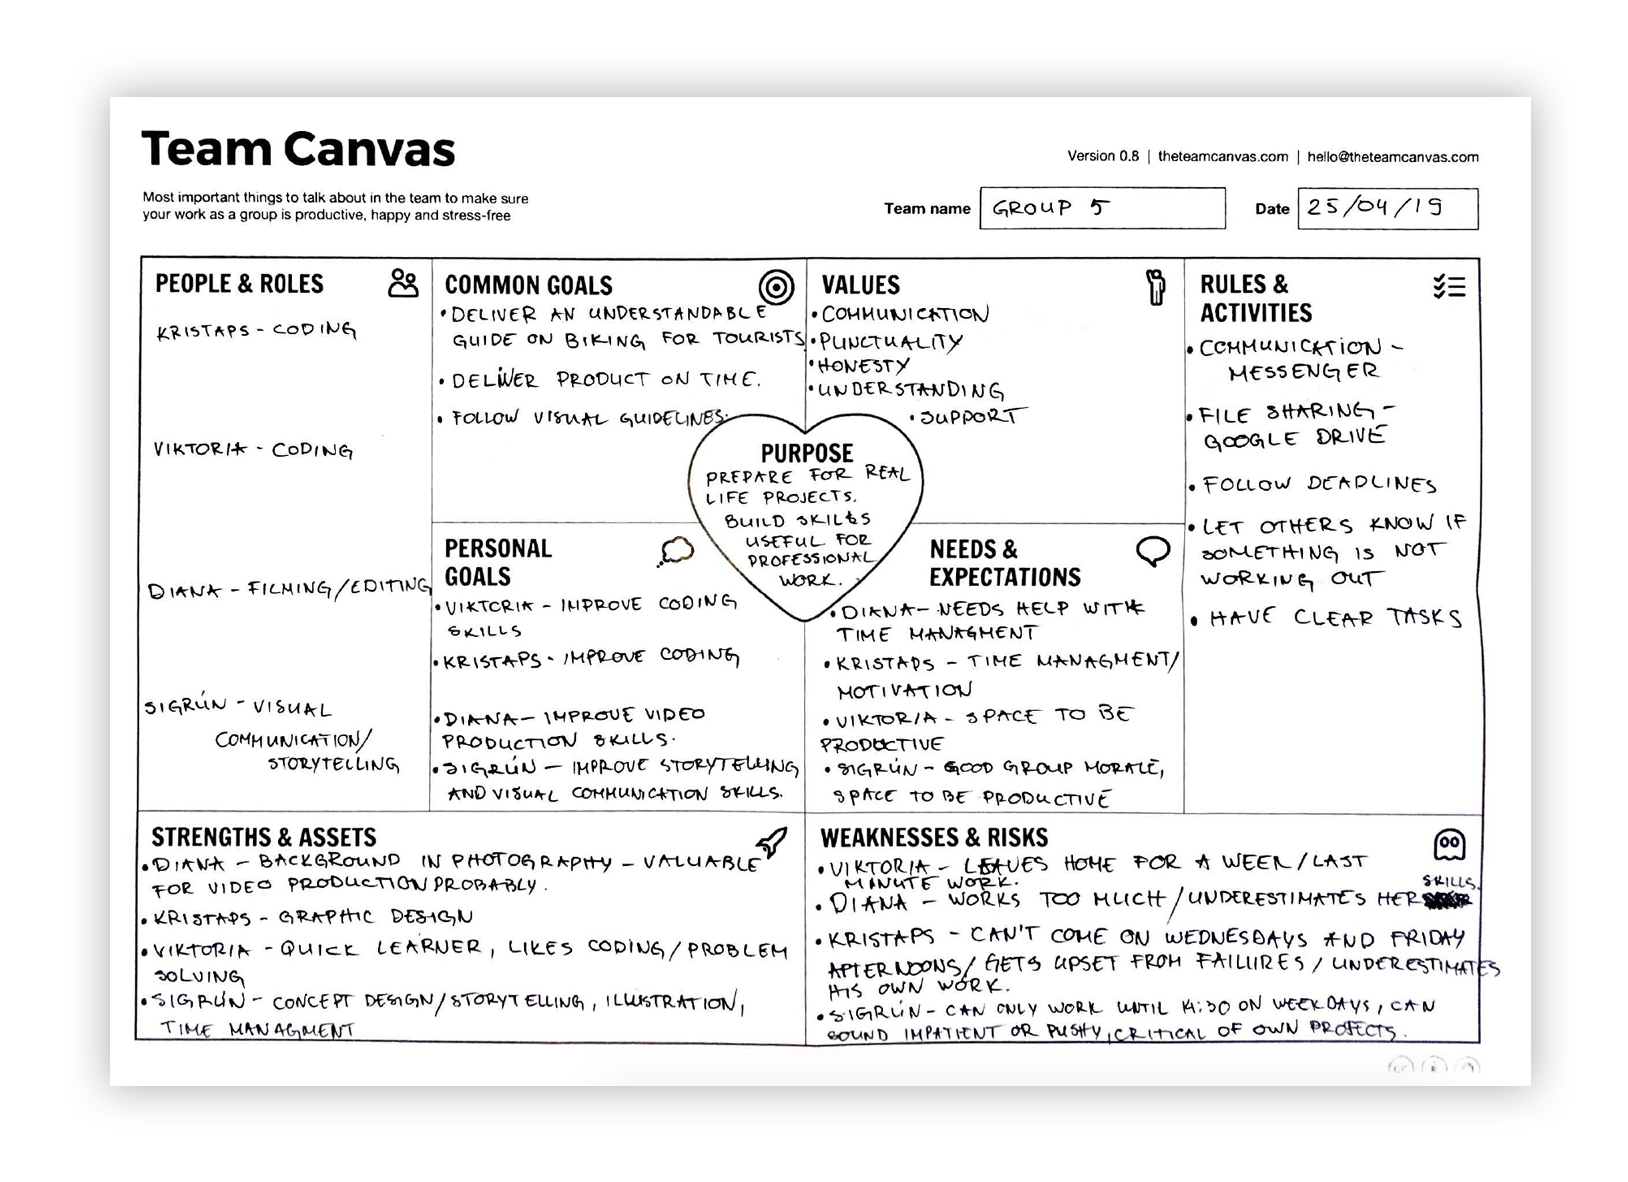 Team Canvas
Most important things to talk about in the team to make sure
your work as a group is productive, happy and stress-free
Version 0.8 | theteamcanvas.com | hello@theteamcanvas.com
Team name GROUP 5 Date 25/04/19
PEOPLE & ROLES
KRISTAPS - CODING
VIKTORIA - CODING
DIANA - FILMING/EDITING
SIGRÚN - VISUAL
COMMUNICATION/
STORYTELLING
COMMON GOALS
• DELIVER AN UNDERSTANDABLE
GUIDE ON BIKING FOR TOURISTS
• DELIVER PRODUCT ON TIME.
• FOLLOW VISUAL GUIDELINES.
VALUES
• COMMUNICATION
• PUNCTUALITY
• HONESTY
• UNDERSTANDING
• SUPPORT
RULES &
ACTIVITIES
• COMMUNICATION -
MESSENGER
• FILE SHARING -
GOOGLE DRIVE
• FOLLOW DEADLINES
• LET OTHERS KNOW IF
SOMETHING IS NOT
WORKING OUT
• HAVE CLEAR TASKS
PURPOSE
PREPARE FOR REAL
LIFE PROJECTS.
BUILD SKILLS
USEFUL FOR
PROFESSIONAL
WORK.
PERSONAL
GOALS
• VIKTORIA - IMPROVE CODING
SKILLS
• KRISTAPS - IMPROVE CODING
• DIANA - IMPROVE VIDEO
PRODUCTION SKILLS.
• SIGRÚN - IMPROVE STORYTELLING
AND VISUAL COMMUNICATION SKILLS.
NEEDS &
EXPECTATIONS
• DIANA - NEEDS HELP WITH
TIME MANAGMENT
• KRISTAPS - TIME MANAGMENT/
MOTIVATION
• VIKTORIA - SPACE TO BE
PRODUCTIVE
• SIGRÚN - GOOD GROUP MORALE,
SPACE TO BE PRODUCTIVE
STRENGTHS & ASSETS
• DIANA - BACKGROUND IN PHOTOGRAPHY - VALUABLE
FOR VIDEO PRODUCTION PROBABLY.
• KRISTAPS - GRAPHIC DESIGN
• VIKTORIA - QUICK LEARNER, LIKES CODING/PROBLEM
SOLVING
• SIGRÚN - CONCEPT DESIGN/STORYTELLING, ILLUSTRATION,
TIME MANAGMENT
WEAKNESSES & RISKS
• VIKTORIA - LEAVES HOME FOR A WEEK/LAST
MINUTE WORK.
• DIANA - WORKS TOO MUCH/UNDERESTIMATES HER SKILLS.
• KRISTAPS - CAN'T COME ON WEDNESDAYS AND FRIDAY
AFTERNOONS/GETS UPSET FROM FAILURES/UNDERESTIMATES
HIS OWN WORK.
• SIGRÚN - CAN ONLY WORK UNTIL 14:30 ON WEEKDAYS, CAN
SOUND IMPATIENT OR PUSHY, CRITICAL OF OWN PROJECTS.